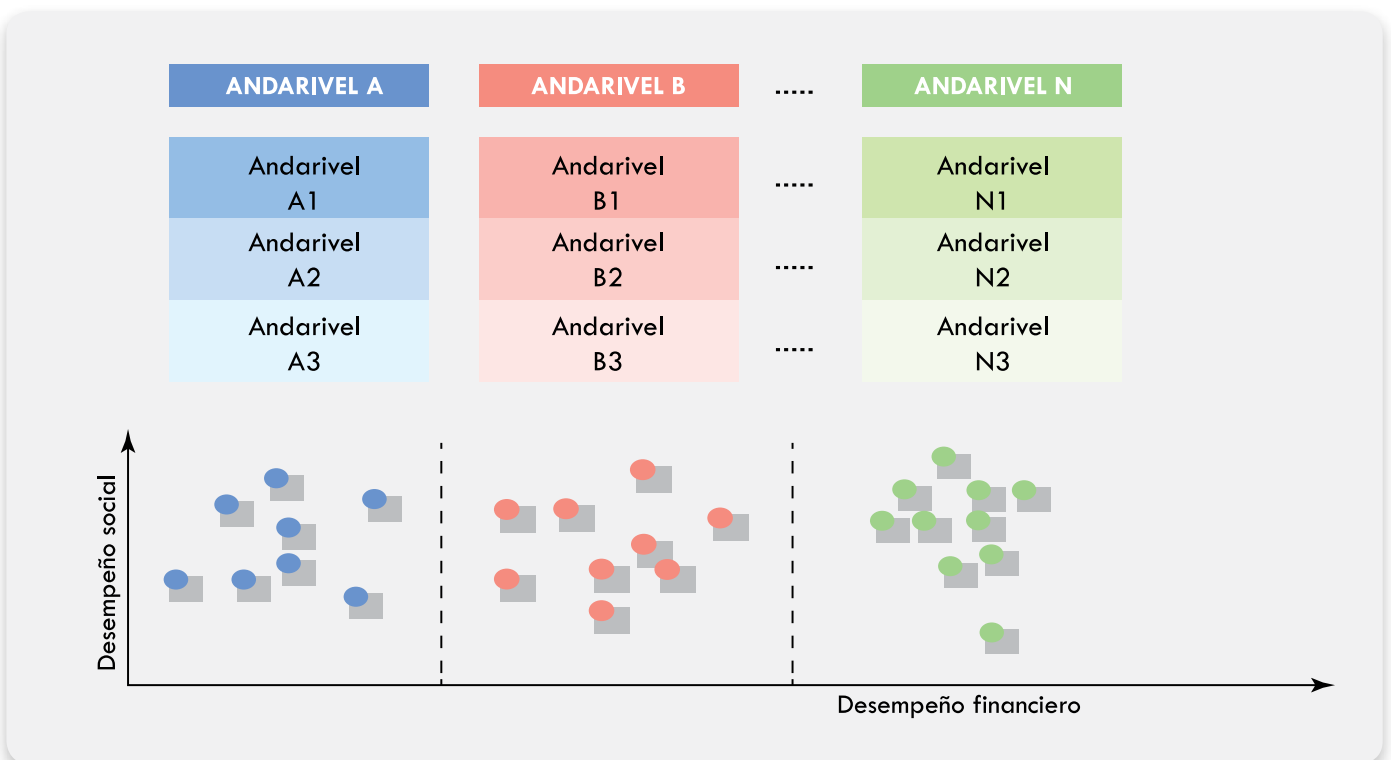 ANDARIVEL A
ANDARIVEL B
.....
ANDARIVEL N
Andarivel
A1
Andarivel
B1
.....
Andarivel
N1
Andarivel
A2
Andarivel
B2
.....
Andarivel
N2
Andarivel
A3
Andarivel
B3
.....
Andarivel
N3
Desempeño social
Desempeño financiero